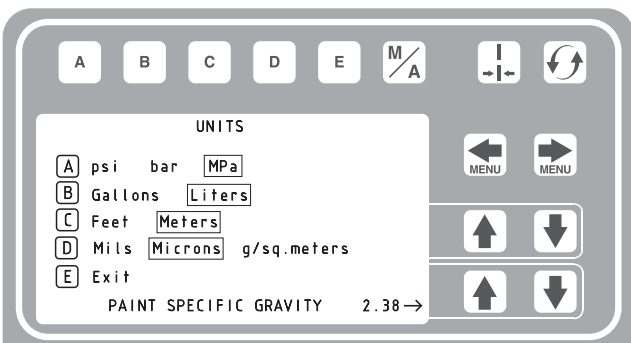 A B C D E M/A
UNITS
A psi bar MPa
MENU MENU
B Gallons Liters
C Feet Meters
D Mils Microns g/sq.meters
E Exit
PAINT SPECIFIC GRAVITY 2.38→